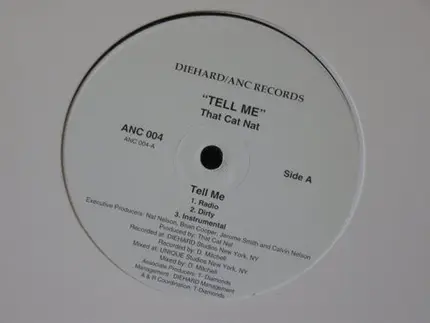 DIEHARD/ANC RECORDS
"TELL ME"
That Cat Nat
ANC 004
ANC 004-A
Side A
Tell Me
1. Radio
2. Dirty
3. Instrumental
Executive Producers: Nat Nelson, Brian Cooper, Jerome Smith and Calvin Nelson
Produced by: That Cat Nat
Recorded at: DIEHARD Studios New York, NY
Recorded by: D. Mitchell
Mixed at: UNIQUE Studios New York, NY
Mixed by: D. Mitchell
Associate Producers: T- Diamonds
Management : DIEHARD Management
A & R Coordination: T- Diamonds